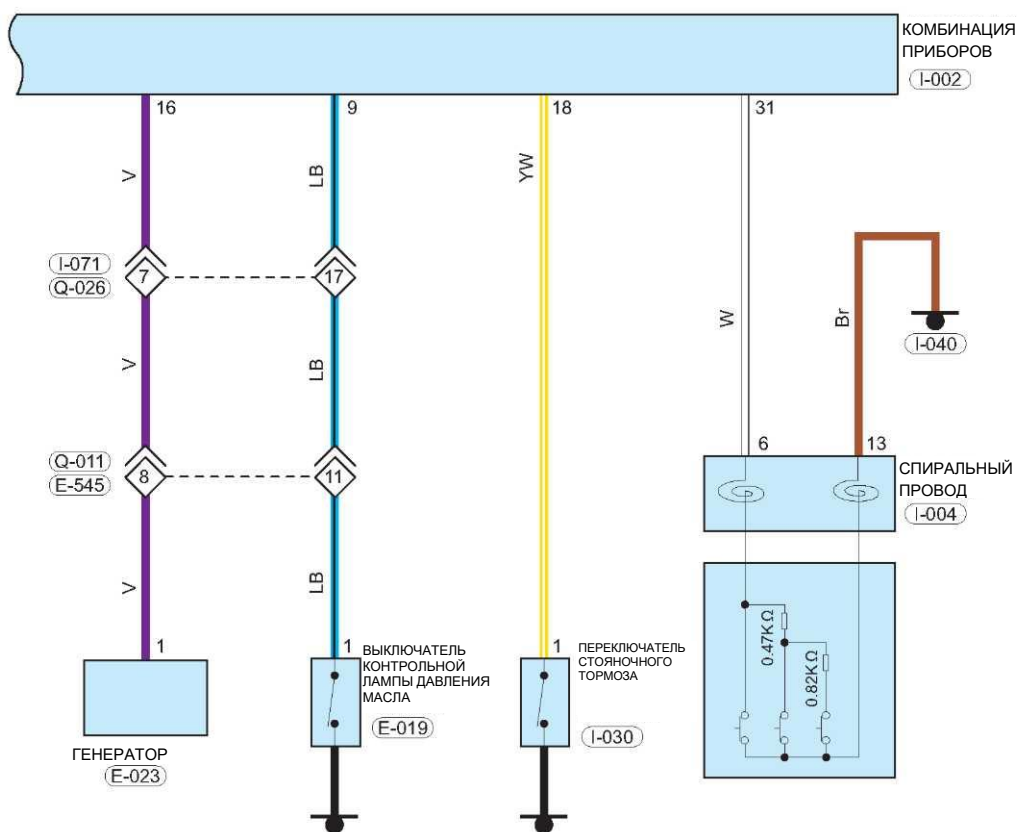 КОМБИНАЦИЯ
ПРИБОРОВ
I-002
16
9
18
31
V
LB
YW
I-071
Q-026
7
17
W
Br
I-040
V
LB
Q-011
E-545
8
11
6
13
СПИРАЛЬНЫЙ
ПРОВОД
I-004
V
LB
1
1
1
ВЫКЛЮЧАТЕЛЬ
КОНТРОЛЬНОЙ
ЛАМПЫ ДАВЛЕНИЯ
МАСЛА
E-019
ПЕРЕКЛЮЧАТЕЛЬ
СТОЯНОЧНОГО
ТОРМОЗА
I-030
0.47KΩ
0.82KΩ
ГЕНЕРАТОР
E-023